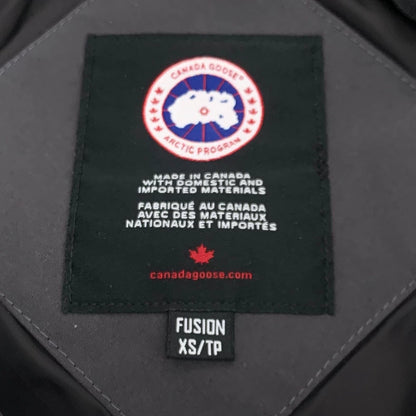 CANADA GOOSE®
ARCTIC PROGRAM
MADE IN CANADA
WITH DOMESTIC AND
IMPORTED MATERIALS
FABRIQUÉ AU CANADA
AVEC DES MATERIAUX
NATIONAUX ET IMPORTÉS
canadagoose.com
FUSION
XS/TP